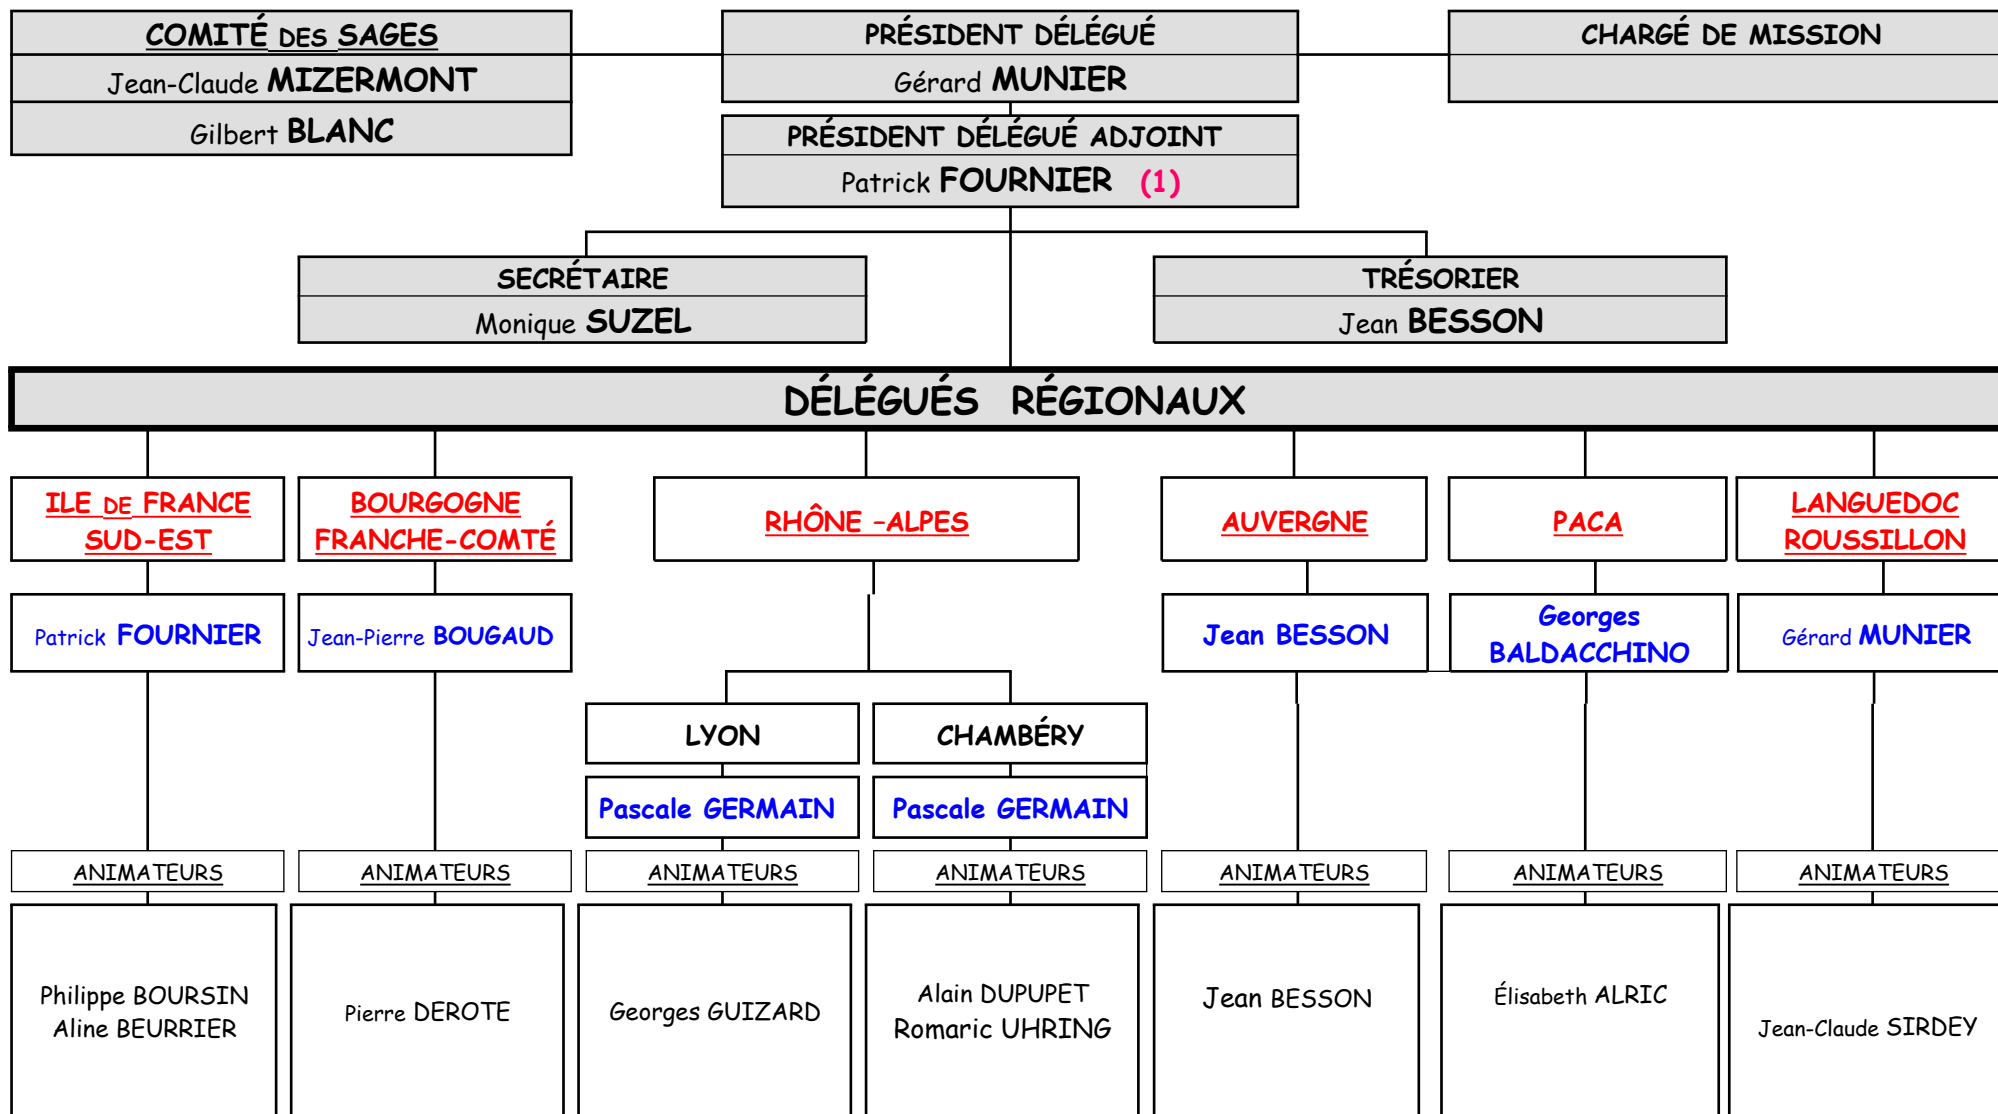 COMITÉ DES SAGES
Jean-Claude MIZERMONT
Gilbert BLANC
PRÉSIDENT DÉLÉGUÉ
Gérard MUNIER
CHARGÉ DE MISSION
PRÉSIDENT DÉLÉGUÉ ADJOINT
Patrick FOURNIER (1)
SECRÉTAIRE
Monique SUZEL
TRÉSORIER
Jean BESSON
DÉLÉGUÉS RÉGIONAUX
ILE DE FRANCE
SUD-EST
BOURGOGNE
FRANCHE-COMTÉ
RHÔNE -ALPES
AUVERGNE
PACA
LANGUEDOC
ROUSSILLON
Patrick FOURNIER
Jean-Pierre BOUGAUD
Jean BESSON
Georges
BALDACCHINO
Gérard MUNIER
LYON
CHAMBÉRY
Pascale GERMAIN
Pascale GERMAIN
ANIMATEURS
ANIMATEURS
ANIMATEURS
ANIMATEURS
ANIMATEURS
ANIMATEURS
ANIMATEURS
Philippe BOURSIN
Aline BEURRIER
Pierre DEROTE
Georges GUIZARD
Alain DUPUPET
Romaric UHRING
Jean BESSON
Élisabeth ALRIC
Jean-Claude SIRDEY